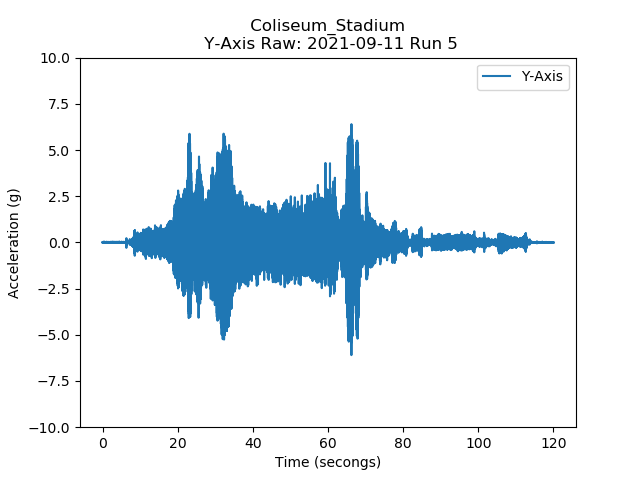 Coliseum_Stadium
Y-Axis Raw: 2021-09-11 Run 5
Y-Axis
10.0
7.5
5.0
2.5
0.0
−2.5
−5.0
−7.5
−10.0
Acceleration (g)
0 20 40 60 80 100 120
Time (secongs)